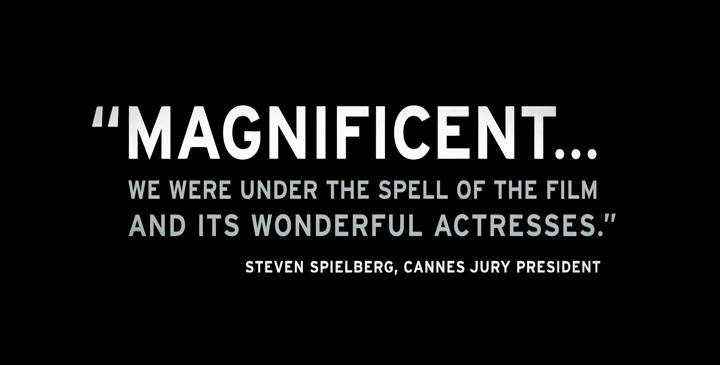 “MAGNIFICENT...
WE WERE UNDER THE SPELL OF THE FILM
AND ITS WONDERFUL ACTRESSES.”
STEVEN SPIELBERG, CANNES JURY PRESIDENT